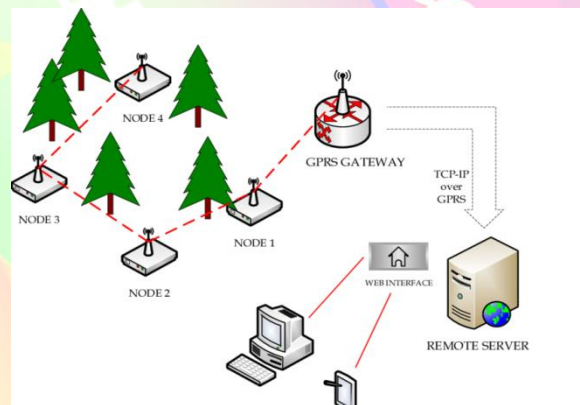 NODE 4
GPRS GATEWAY
TCP-IP
over
GPRS
NODE 3
NODE 1
NODE 2
WEB INTERFACE
REMOTE SERVER